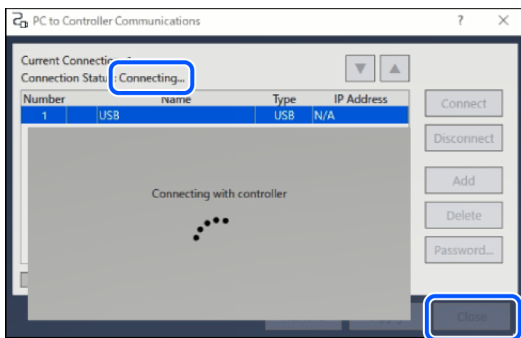 PC to Controller Communications
Current Connection
Connection Status: Connecting...
Number Name Type IP Address
1 USB USB N/A
Connect
Disconnect
Connecting with controller
Add
Delete
Password...
Close